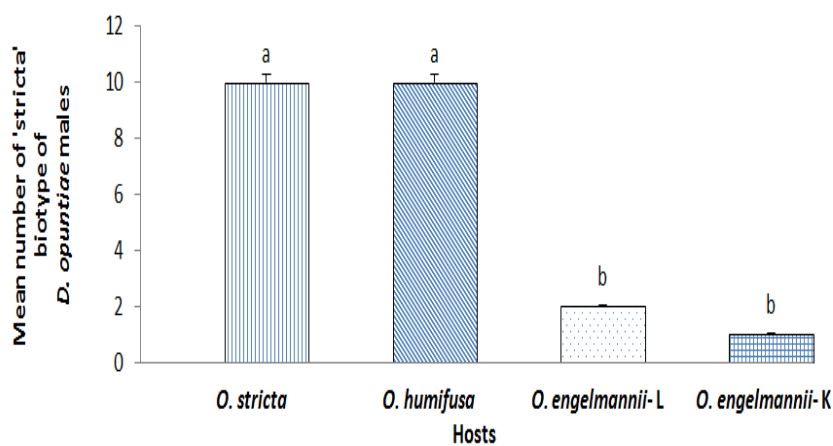 Mean number of 'stricta'
biotype of
D. opuntiae males
12
10
8
6
4
2
0
a
a
b
b
O. stricta
O. humifusa
O. engelmannii- L
O. engelmannii- K
Hosts